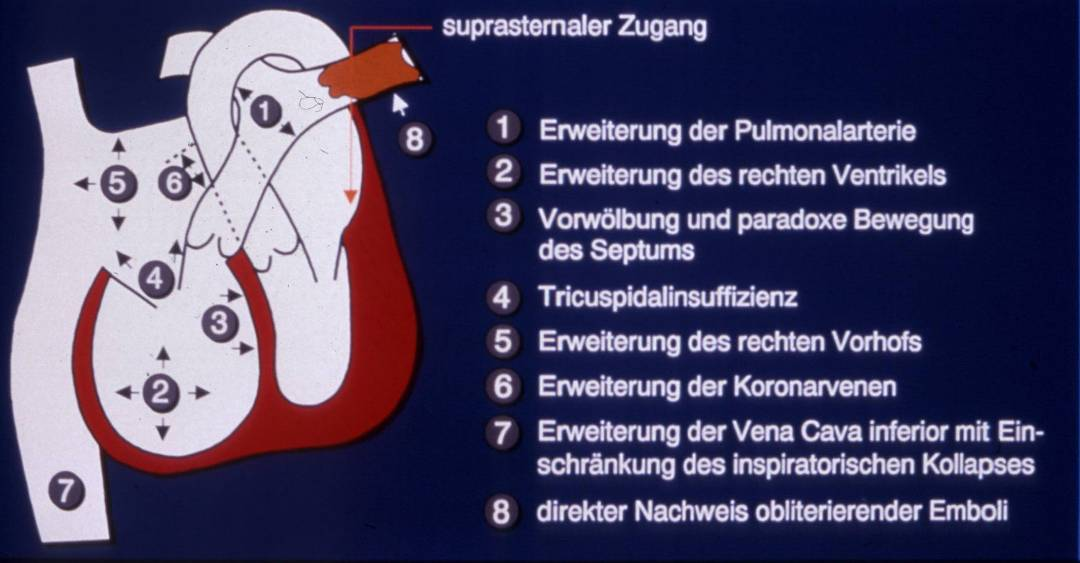 suprasternaler Zugang
1 Erweiterung der Pulmonalarterie
2 Erweiterung des rechten Ventrikels
3 Vorwölbung und paradoxe Bewegung
des Septums
4 Tricuspidalinsuffizienz
5 Erweiterung des rechten Vorhofs
6 Erweiterung der Koronarvenen
7 Erweiterung der Vena Cava inferior mit Ein-
schränkung des inspiratorischen Kollapses
8 direkter Nachweis obliterierender Emboli
1
8
5
6
4
3
2
7